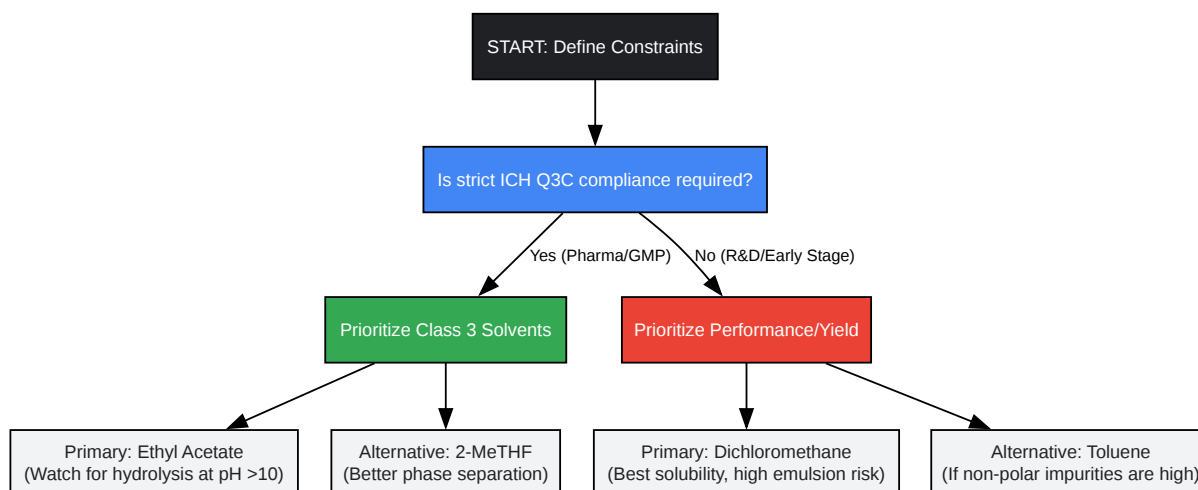 START: Define Constraints
Is strict ICH Q3C compliance required?
Yes (Pharma/GMP)
No (R&D/Early Stage)
Prioritize Class 3 Solvents
Prioritize Performance/Yield
Primary: Ethyl Acetate
(Watch for hydrolysis at pH >10)
Alternative: 2-MeTHF
(Better phase separation)
Primary: Dichloromethane
(Best solubility, high emulsion risk)
Alternative: Toluene
(If non-polar impurities are high)